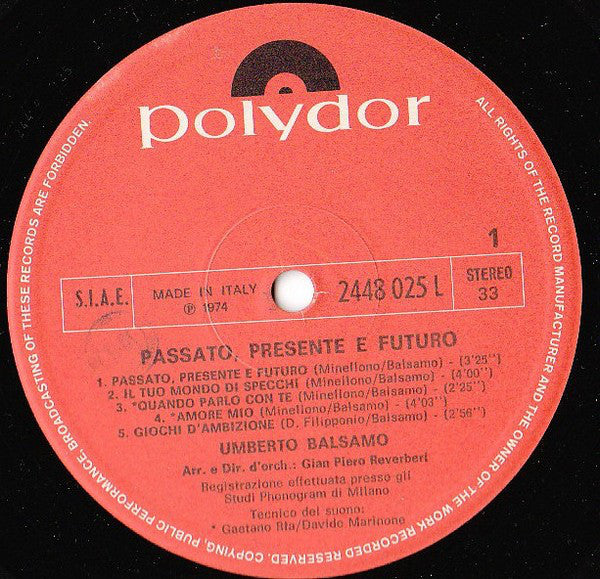 polydor
ALL RIGHTS OF THE RECORD MANUFACTURER AND THE OWNER OF THE WORK RECORDED RESERVED. COPYING, PUBLIC PERFORMANCE, BROADCASTING OF THESE RECORDS ARE FORBIDDEN.
1
S.I.A.E.
MADE IN ITALY
℗ 1974
2448 025 L
STEREO
33
PASSATO, PRESENTE E FUTURO
1. PASSATO, PRESENTE E FUTURO (Minellono/Balsamo) - (3'25'')
2. IL TUO MONDO DI SPECCHI (Minellono/Balsamo) - (4'00'')
3. *QUANDO PARLO CON TE (Minellono/Balsamo) - (2'25'')
4. *AMORE MIO (Minellono/Balsamo) - (4'03'')
5. GIOCHI D'AMBIZIONE (D. Filipponio/Balsamo) - (2'56'')
UMBERTO BALSAMO
Arr. e Dir. d'orch.: Gian Piero Reverberi
Registrazione effettuata presso gli
Studi Phonogram di Milano
Tecnico del suono:
* Gaetano Ria/Davide Marinone